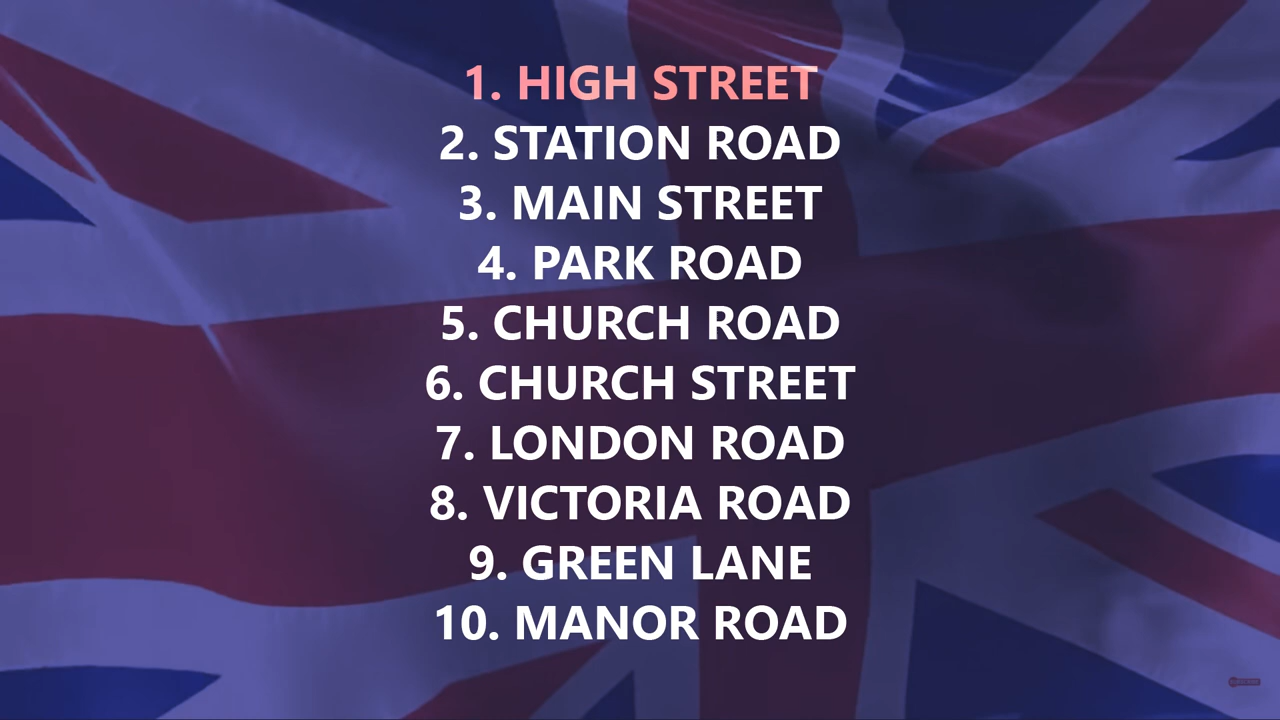 1. HIGH STREET
2. STATION ROAD
3. MAIN STREET
4. PARK ROAD
5. CHURCH ROAD
6. CHURCH STREET
7. LONDON ROAD
8. VICTORIA ROAD
9. GREEN LANE
10. MANOR ROAD